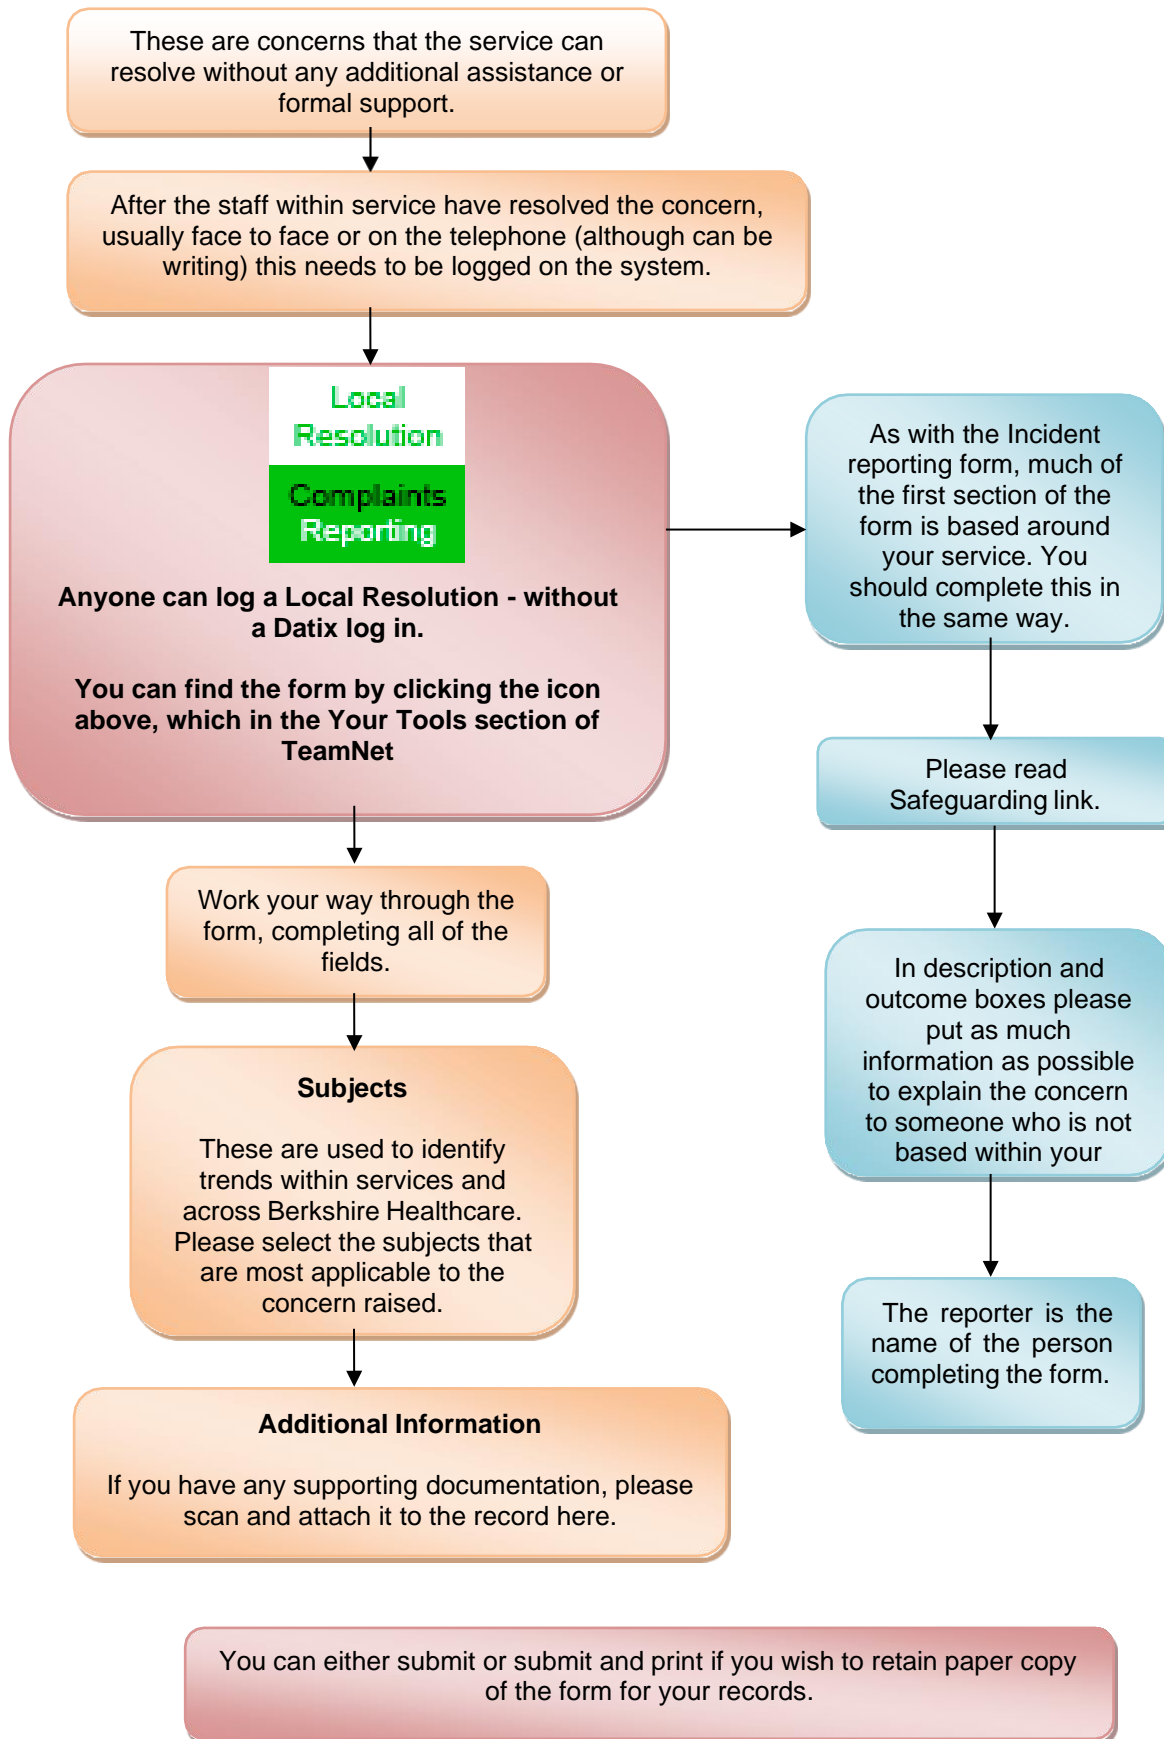 These are concerns that the service can
resolve without any additional assistance or
formal support.
After the staff within service have resolved the concern,
usually face to face or on the telephone (although can be
writing) this needs to be logged on the system.
Local
Resolution
Complaints
Reporting
Anyone can log a Local Resolution - without
a Datix log in.
You can find the form by clicking the icon
above, which in the Your Tools section of
TeamNet
As with the Incident
reporting form, much of
the first section of the
form is based around
your service. You
should complete this in
the same way.
Please read
Safeguarding link.
In description and
outcome boxes please
put as much
information as possible
to explain the concern
to someone who is not
based within your
The reporter is the
name of the person
completing the form.
Work your way through the
form, completing all of the
fields.
Subjects
These are used to identify
trends within services and
across Berkshire Healthcare.
Please select the subjects that
are most applicable to the
concern raised.
Additional Information
If you have any supporting documentation, please
scan and attach it to the record here.
You can either submit or submit and print if you wish to retain paper copy
of the form for your records.